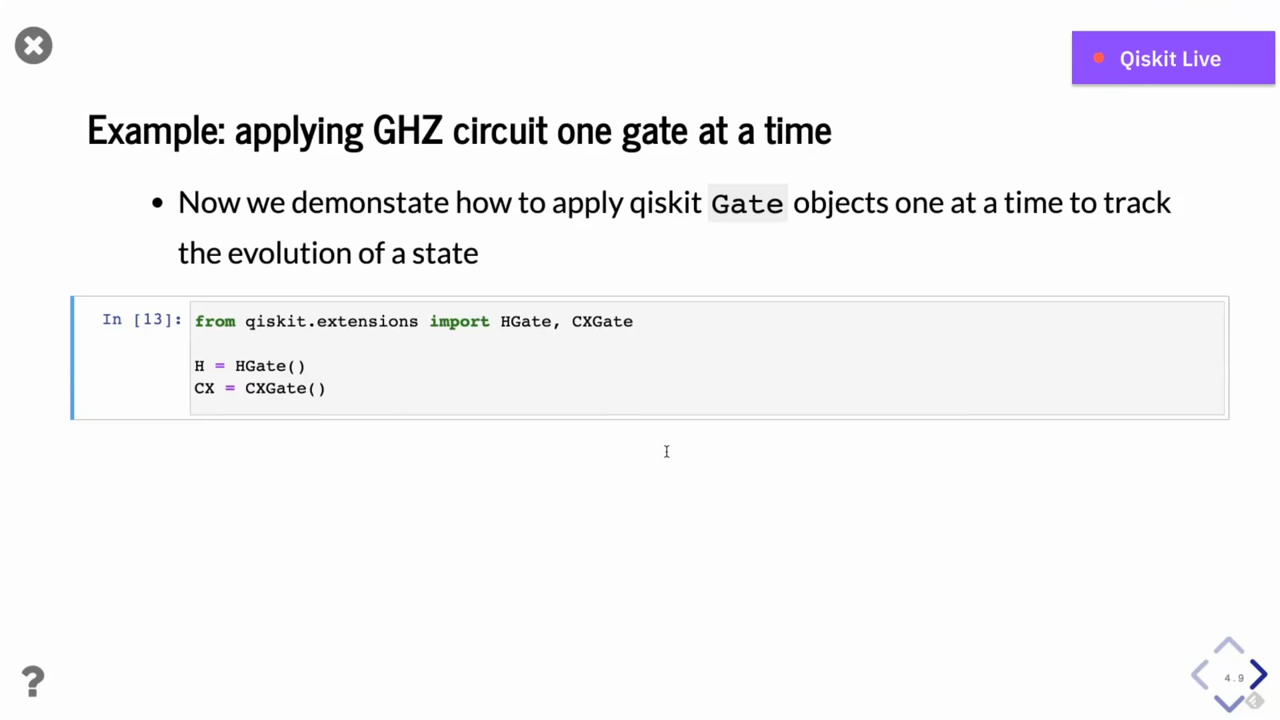 Qiskit Live
Example: applying GHZ circuit one gate at a time
• Now we demonstate how to apply qiskit Gate objects one at a time to track
the evolution of a state
In [13]: from qiskit.extensions import HGate, CXGate
H = HGate()
CX = CXGate()
?
4.9